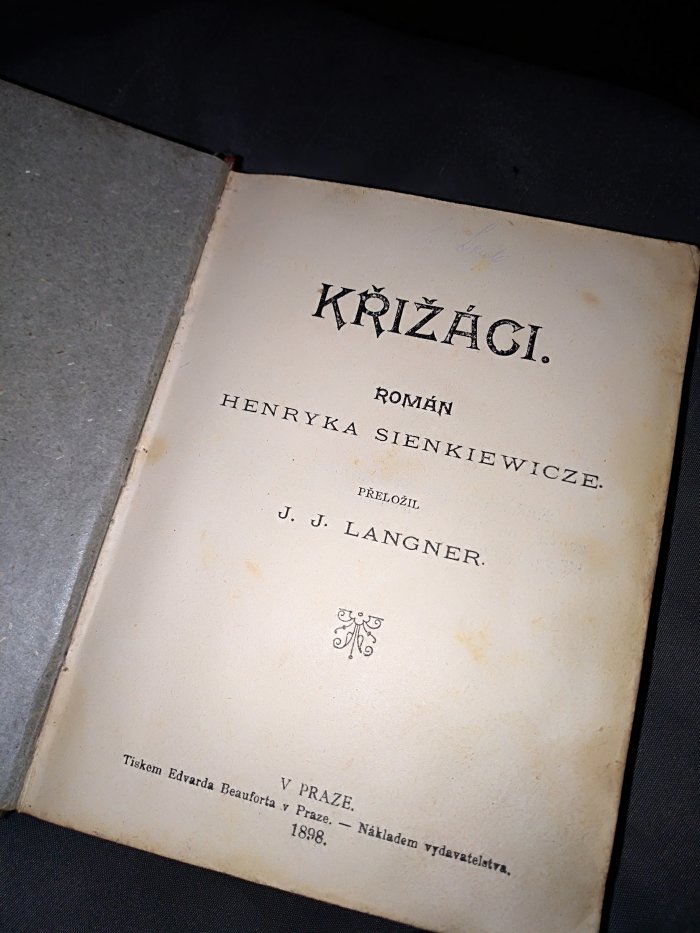 KŘIŽÁCI.
ROMÁN
HENRYKA SIENKIEWICZE.
PŘELOŽIL
J. J. LANGNER.
V PRAZE.
Tiskem Edvarda Beauforta v Praze. — Nákladem vydavatelstva.
1898.